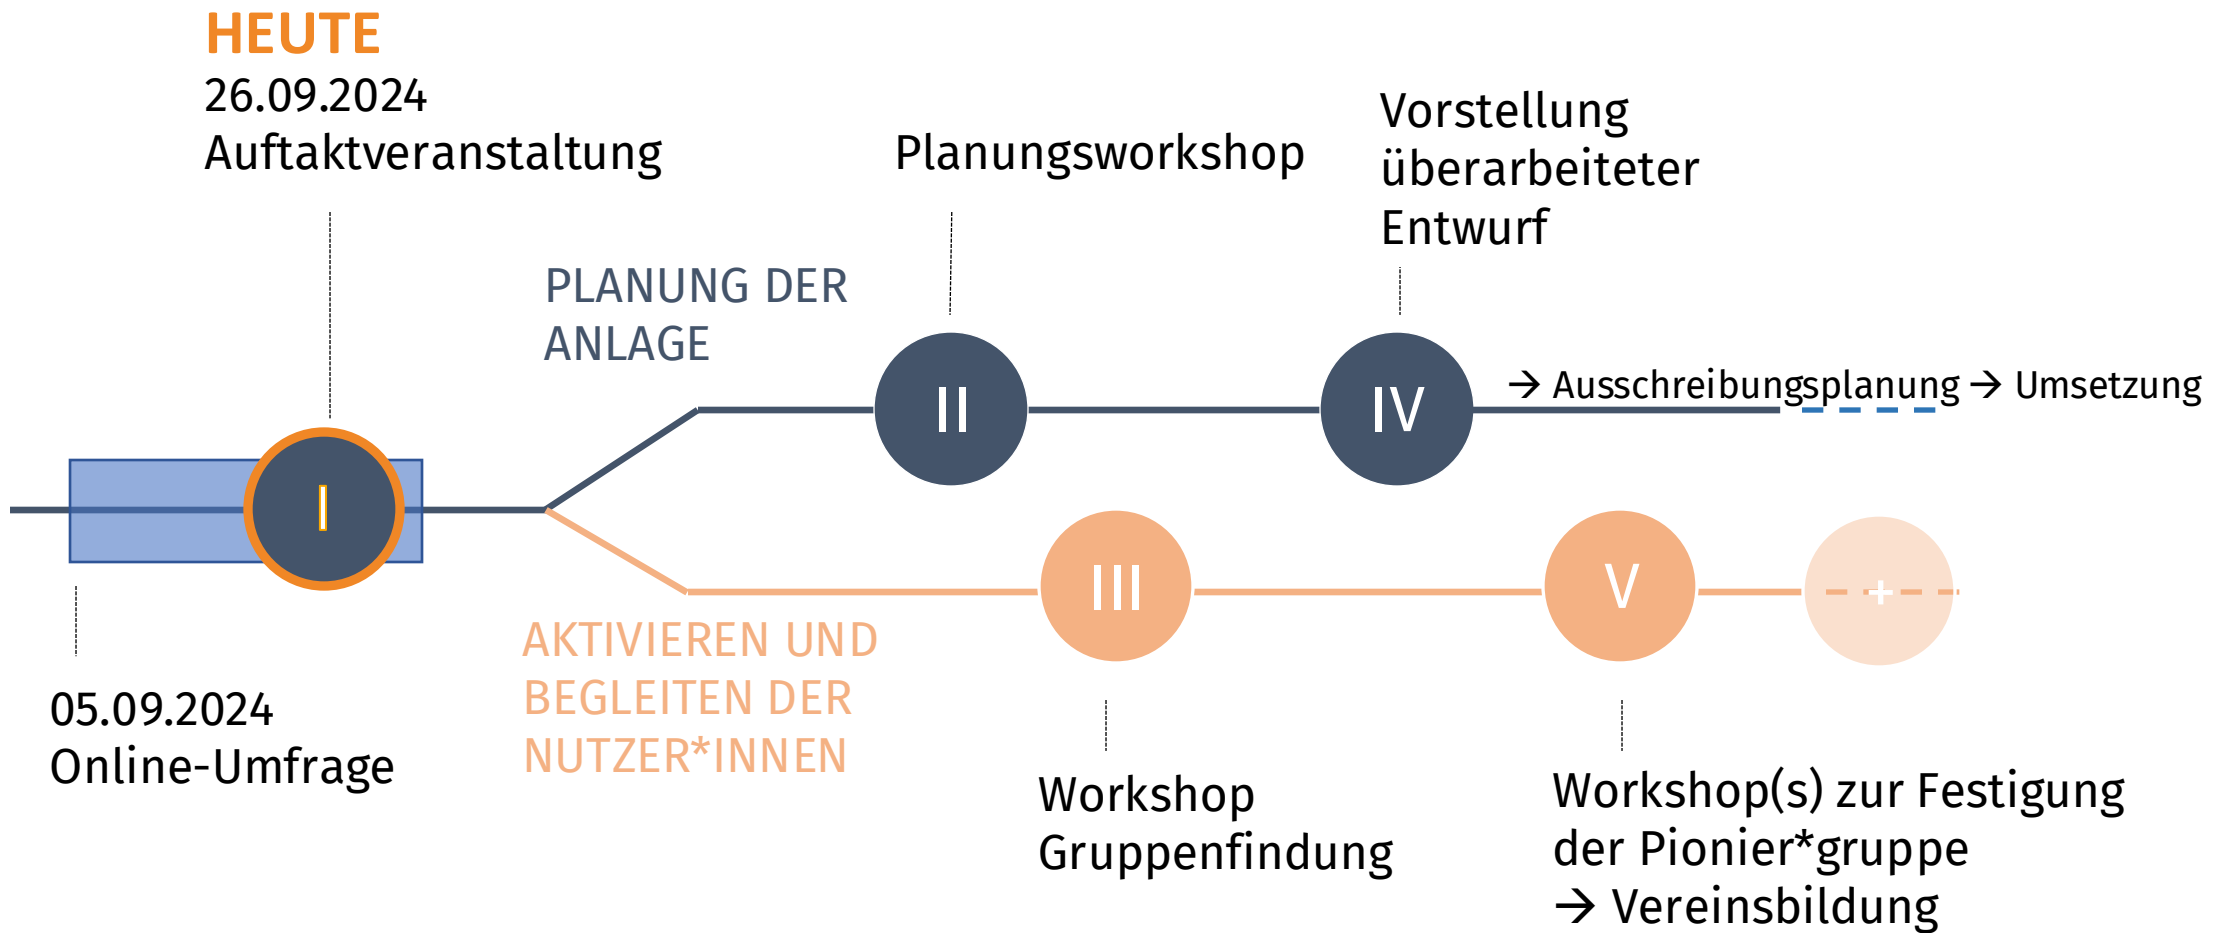 HEUTE
26.09.2024
Auftaktveranstaltung
Planungsworkshop
Vorstellung
überarbeiteter
Entwurf
PLANUNG DER
ANLAGE
II
IV
→ Ausschreibungsplanung → Umsetzung
I
III
V
+
AKTIVIEREN UND
BEGLEITEN DER
NUTZER*INNEN
05.09.2024
Online-Umfrage
Workshop
Gruppenfindung
Workshop(s) zur Festigung
der Pionier*gruppe
→ Vereinsbildung